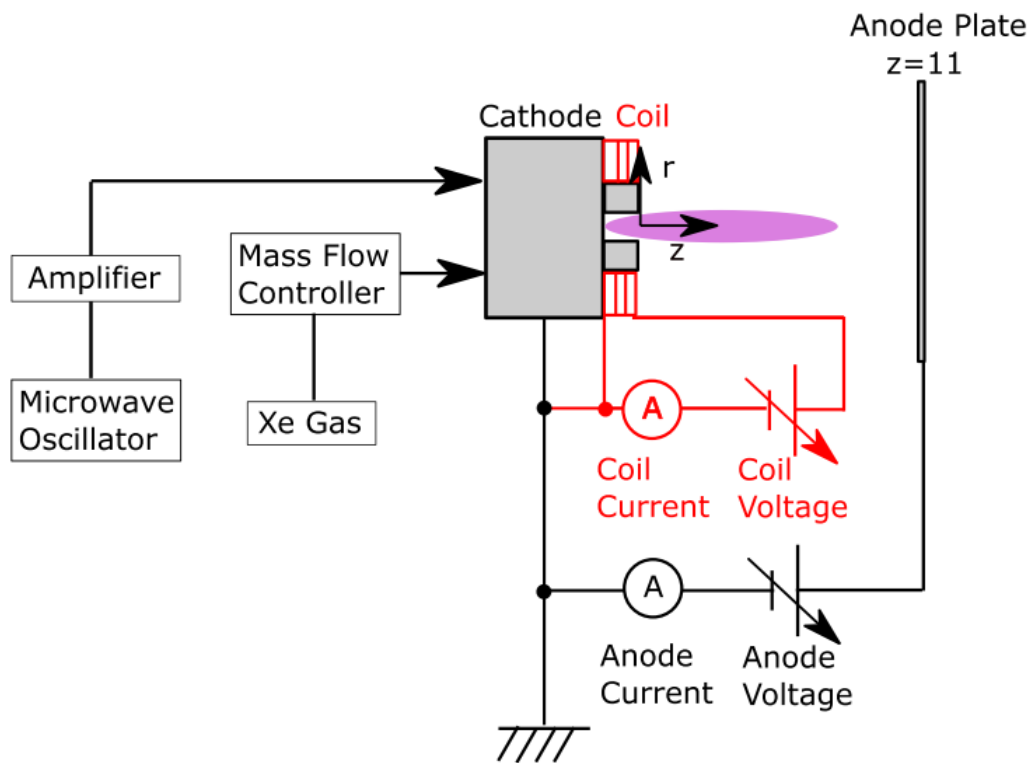 Anode Plate
z=11
Cathode
Coil
r
z
Amplifier
Mass Flow
Controller
Microwave
Oscillator
Xe Gas
A
Coil
Current
Coil
Voltage
A
Anode
Current
Anode
Voltage